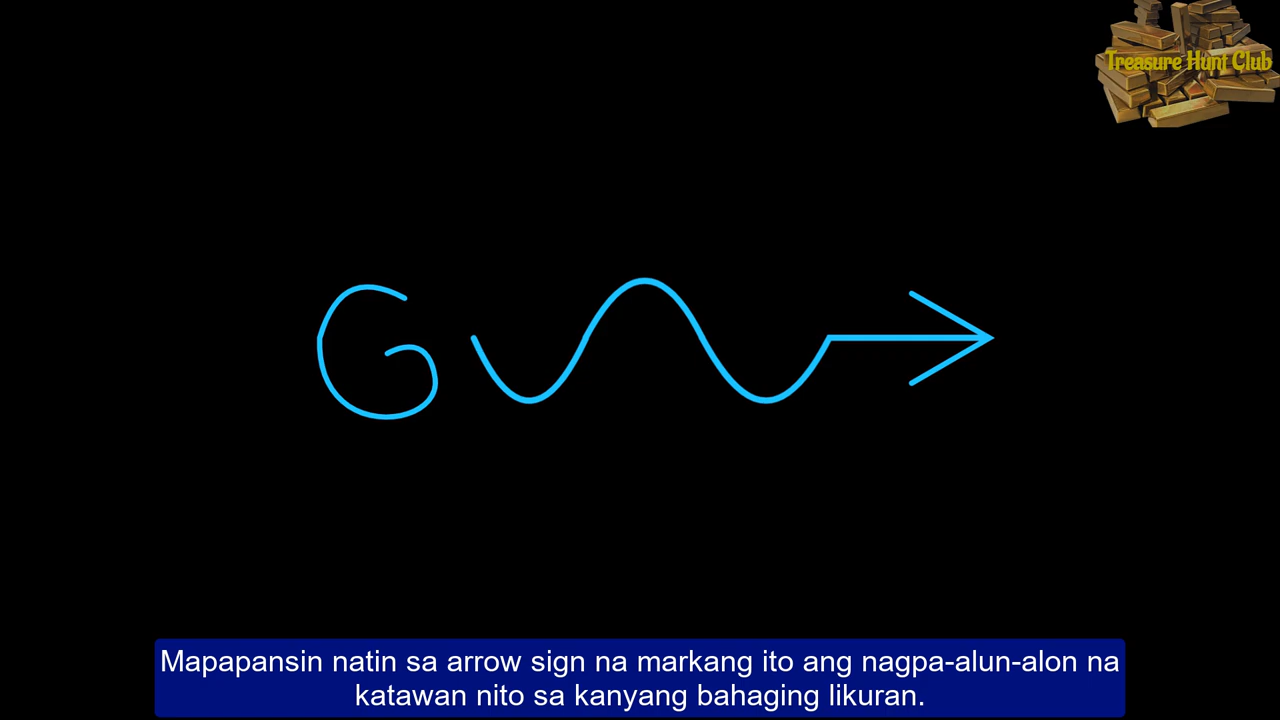 Treasure Hunt Club
G
Mapapansin natin sa arrow sign na markang ito ang nagpa-alun-alon na
katawan nito sa kanyang bahaging likuran.